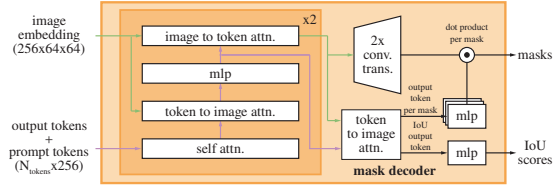 image
embedding
(256x64x64)
output tokens
+
prompt tokens
(Ntokensx256)
x2
image to token attn.
mlp
token to image attn.
self attn.
2x
conv.
trans.
token
to image
attn.
dot product
per mask
output
token
per mask
IoU
output
token
mlp
mlp
mask decoder
masks
IoU
scores